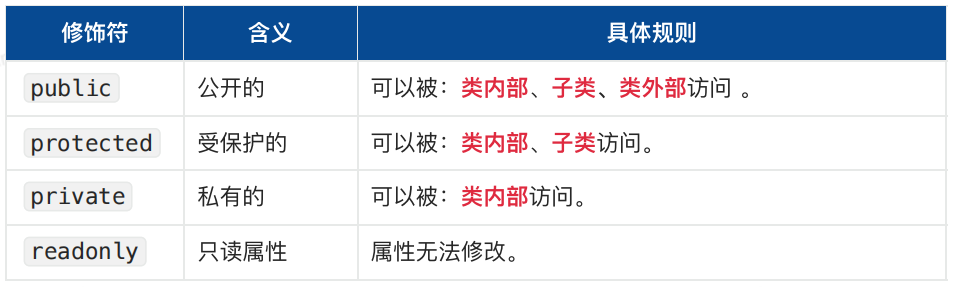 修饰符 含义 具体规则
public 公开的 可以被：类内部、子类、类外部访问 。
protected 受保护的 可以被：类内部、子类访问。
private 私有的 可以被：类内部访问。
readonly 只读属性 属性无法修改。